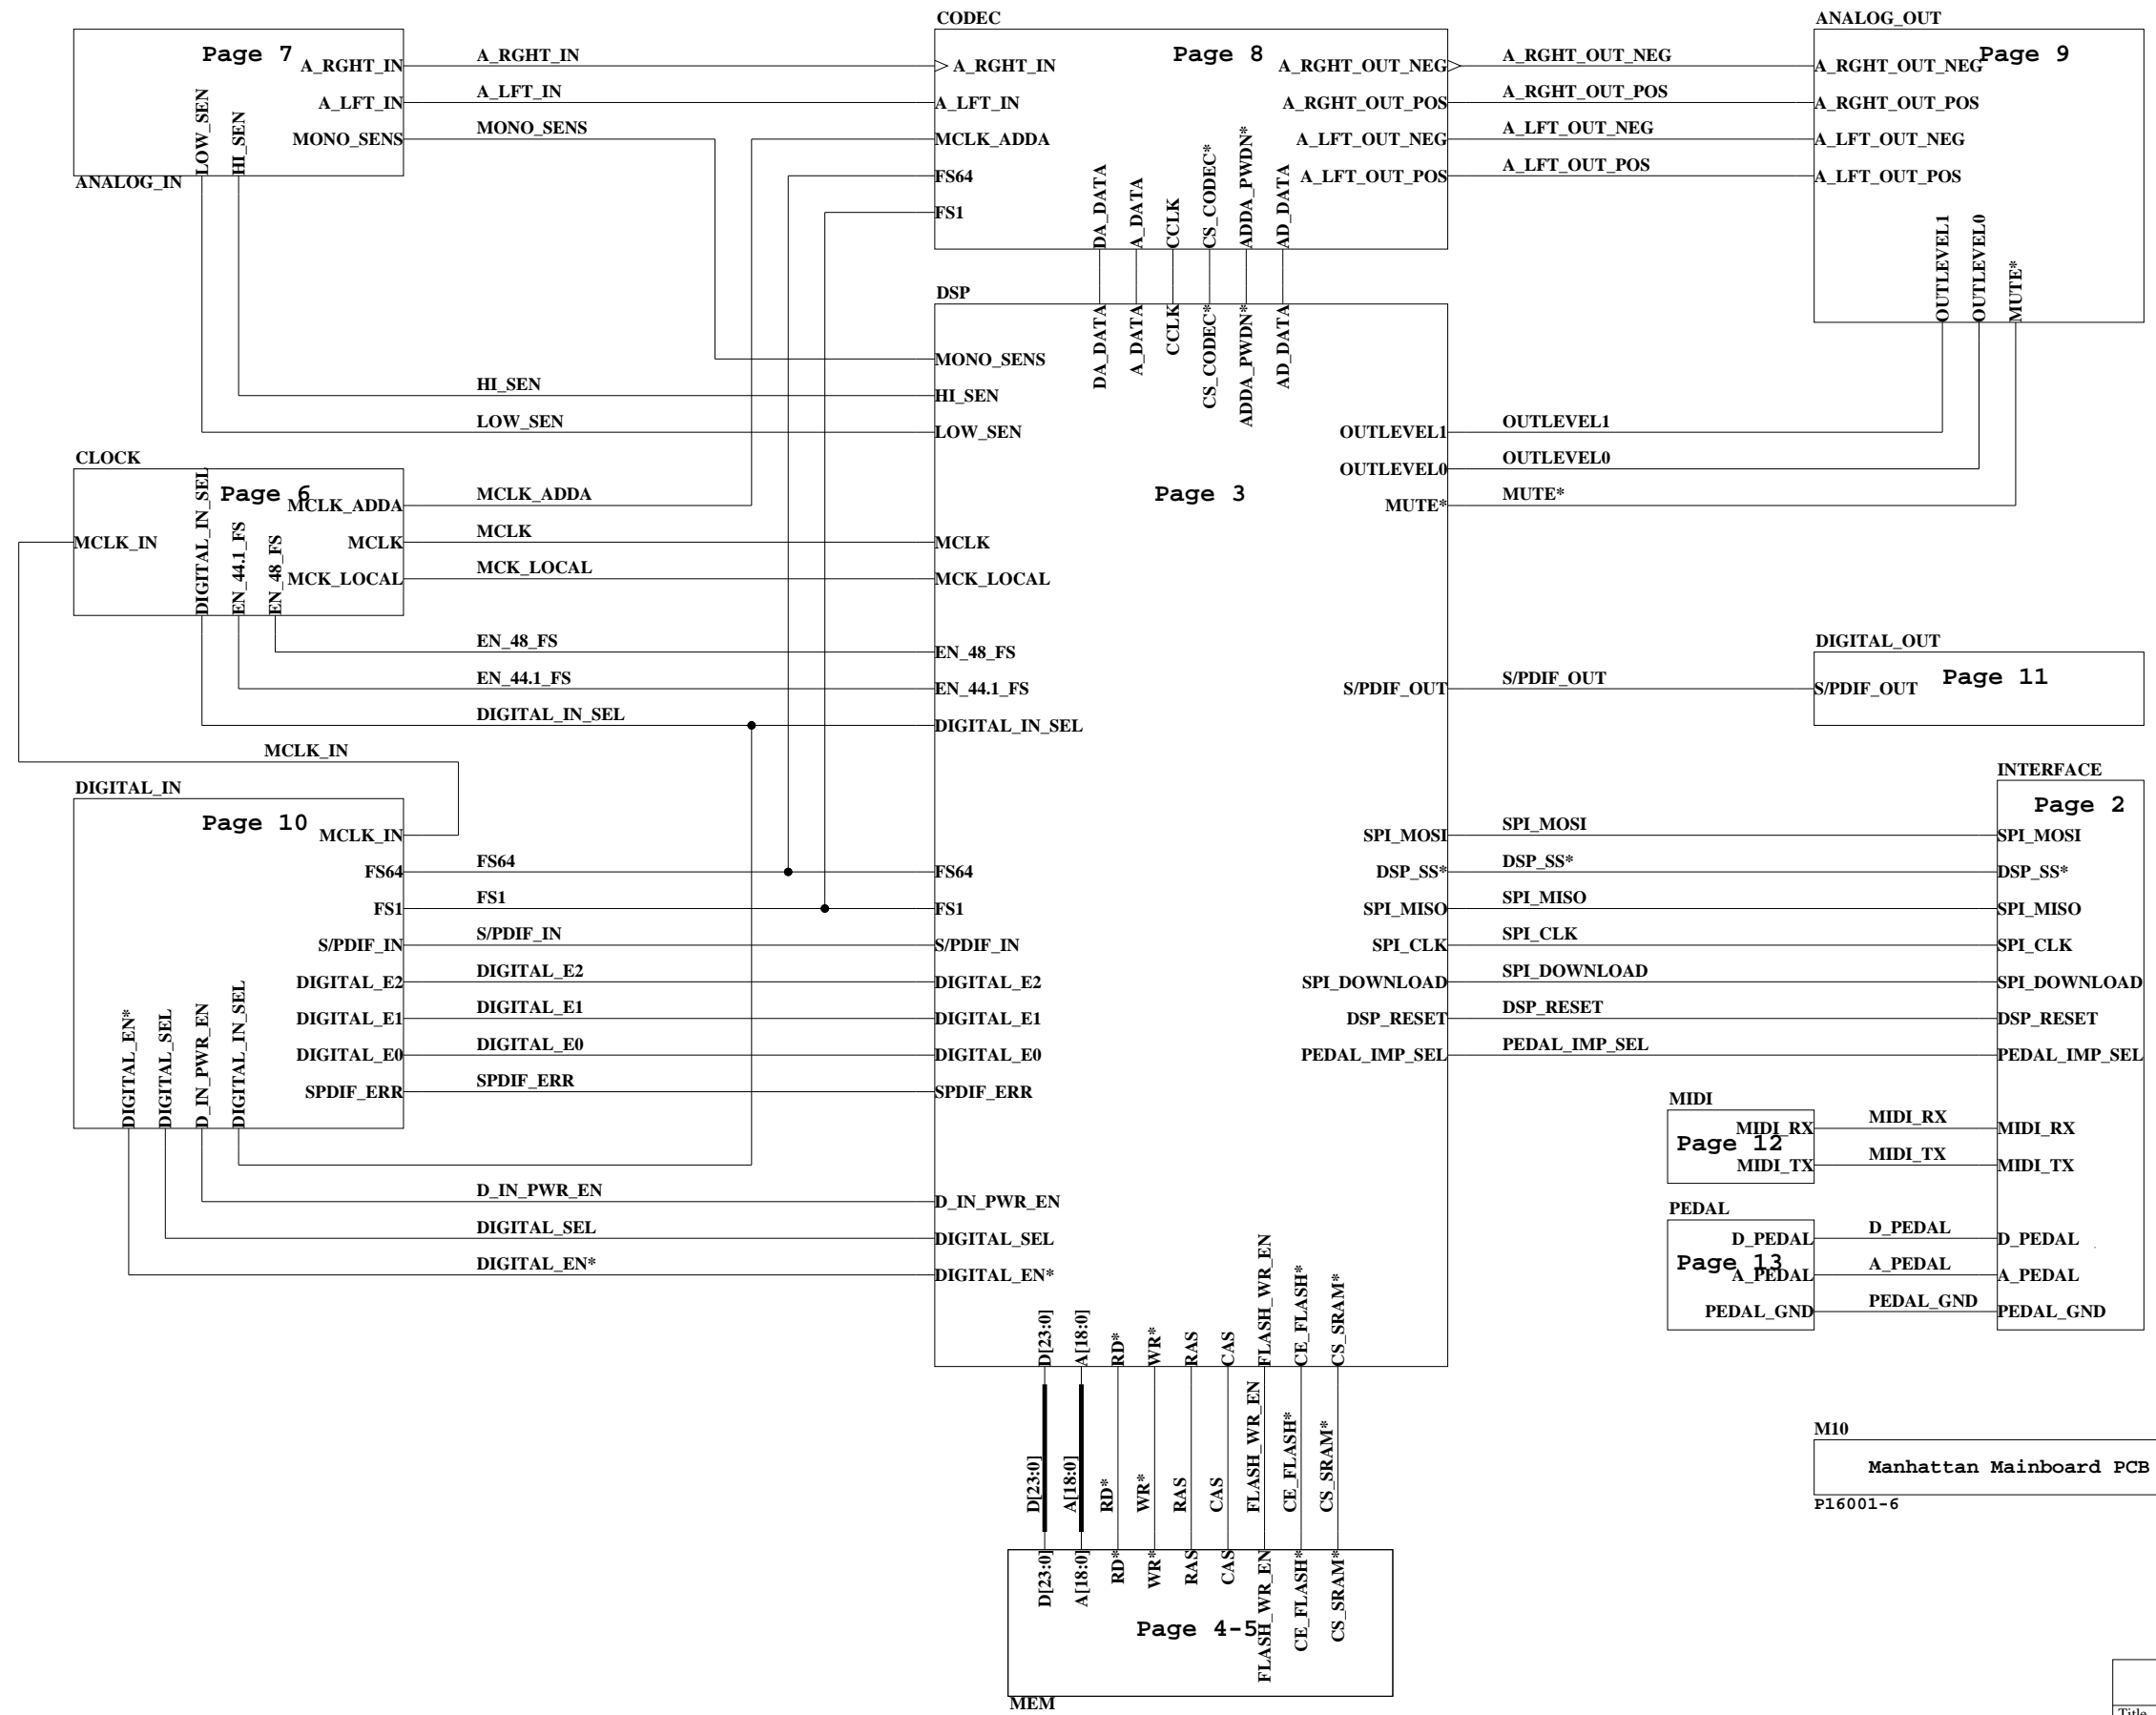 CODEC
ANALOG_OUT
Page 7
A_RGHT_IN
A_LFT_IN
MONO_SENS
LOW_SEN
HI_SEN
ANALOG_IN
A_RGHT_IN
A_LFT_IN
MONO_SENS
Page 8
A_RGHT_IN
A_LFT_IN
MCLK_ADDA
FS64
FS1
A_RGHT_OUT_NEG
A_RGHT_OUT_POS
A_LFT_OUT_NEG
A_LFT_OUT_POS
DA_DATA
A_DATA
CCLK
CS_CODEC*
ADDA_PWDN*
AD_DATA
A_RGHT_OUT_NEG
A_RGHT_OUT_POS
A_LFT_OUT_NEG
A_LFT_OUT_POS
Page 9
A_RGHT_OUT_NEG
A_RGHT_OUT_POS
A_LFT_OUT_NEG
A_LFT_OUT_POS
OUTLEVEL1
OUTLEVEL0
MUTE*
DSP
DA_DATA
A_DATA
CCLK
CS_CODEC*
ADDA_PWDN*
AD_DATA
HI_SEN
LOW_SEN
MONO_SENS
HI_SEN
LOW_SEN
Page 3
OUTLEVEL1
OUTLEVEL0
MUTE*
OUTLEVEL1
OUTLEVEL0
MUTE*
CLOCK
Page 6
MCLK_IN
DIGITAL_IN_SEL
EN_44.1_FS
EN_48_FS
MCLK_ADDA
MCLK
MCK_LOCAL
MCLK_ADDA
MCLK
MCK_LOCAL
EN_48_FS
EN_44.1_FS
DIGITAL_IN_SEL
MCLK
MCK_LOCAL
EN_48_FS
EN_44.1_FS
DIGITAL_IN_SEL
S/PDIF_OUT
S/PDIF_OUT
DIGITAL_OUT
Page 11
S/PDIF_OUT
MCLK_IN
DIGITAL_IN
Page 10
MCLK_IN
FS64
FS1
S/PDIF_IN
DIGITAL_E2
DIGITAL_E1
DIGITAL_E0
SPDIF_ERR
DIGITAL_EN*
DIGITAL_SEL
D_IN_PWR_EN
DIGITAL_IN_SEL
FS64
FS1
S/PDIF_IN
DIGITAL_E2
DIGITAL_E1
DIGITAL_E0
SPDIF_ERR
D_IN_PWR_EN
DIGITAL_SEL
DIGITAL_EN*
FS64
FS1
S/PDIF_IN
DIGITAL_E2
DIGITAL_E1
DIGITAL_E0
SPDIF_ERR
D_IN_PWR_EN
DIGITAL_SEL
DIGITAL_EN*
SPI_MOSI
DSP_SS*
SPI_MISO
SPI_CLK
SPI_DOWNLOAD
DSP_RESET
PEDAL_IMP_SEL
SPI_MOSI
DSP_SS*
SPI_MISO
SPI_CLK
SPI_DOWNLOAD
DSP_RESET
PEDAL_IMP_SEL
INTERFACE
Page 2
SPI_MOSI
DSP_SS*
SPI_MISO
SPI_CLK
SPI_DOWNLOAD
DSP_RESET
PEDAL_IMP_SEL
MIDI_RX
MIDI_TX
D_PEDAL
A_PEDAL
PEDAL_GND
MIDI
Page 12
MIDI_RX
MIDI_TX
MIDI_RX
MIDI_TX
PEDAL
Page 13
D_PEDAL
A_PEDAL
PEDAL_GND
D_PEDAL
A_PEDAL
PEDAL_GND
D[23:0]
A[18:0]
RD*
WR*
RAS
CAS
FLASH_WR_EN
CE_FLASH*
CS_SRAM*
D[23:0]
A[18:0]
RD*
WR*
RAS
CAS
FLASH_WR_EN
CE_FLASH*
CS_SRAM*
D[23:0]
A[18:0]
RD*
WR*
RAS
CAS
FLASH_WR_EN
CE_FLASH*
CS_SRAM*
Page 4-5
MEM
M10
Manhattan Mainboard PCB
P16001-6
Title